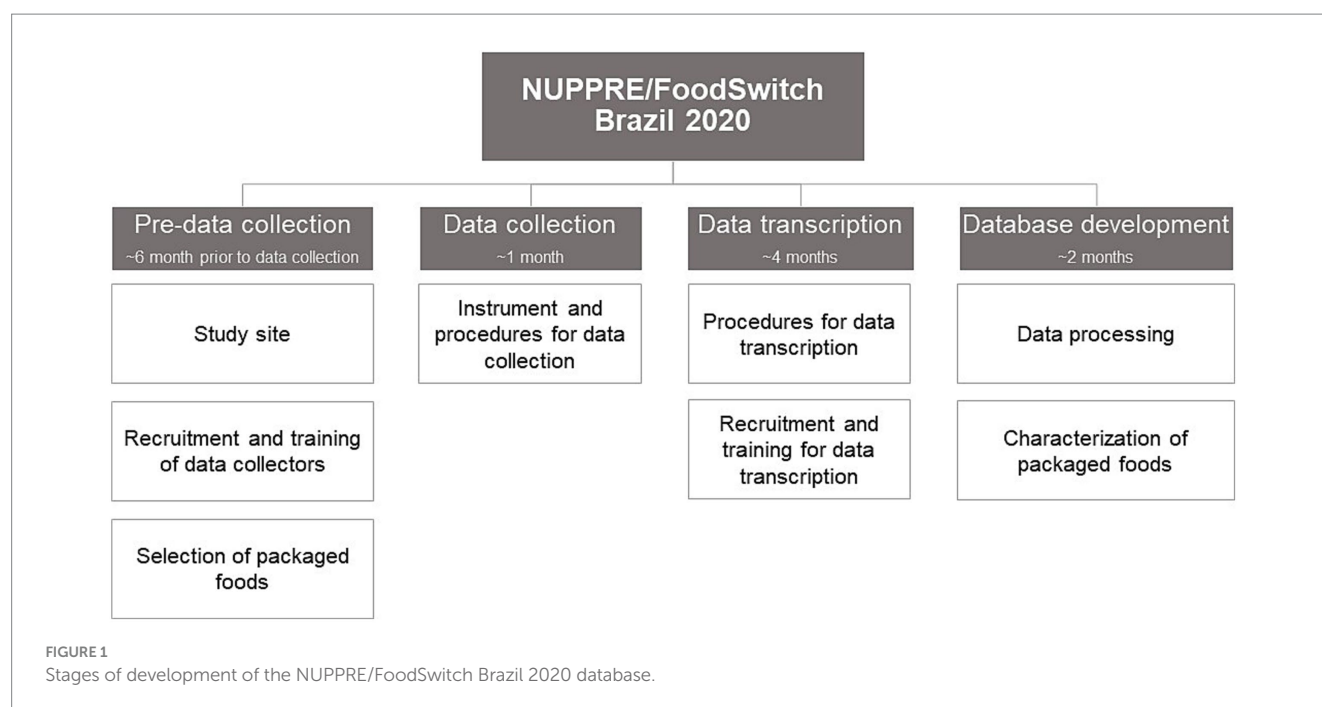 NUPPRE/FoodSwitch
Brazil 2020
Pre-data collection
~6 month prior to data collection
Study site
Recruitment and training
of data collectors
Selection of packaged
foods
Data collection
~1 month
Instrument and
procedures for data
collection
Data transcription
~4 months
Procedures for data
transcription
Recruitment and
training for data
transcription
Database development
~2 months
Data processing
Characterization of
packaged foods
FIGURE 1
Stages of development of the NUPPRE/FoodSwitch Brazil 2020 database.